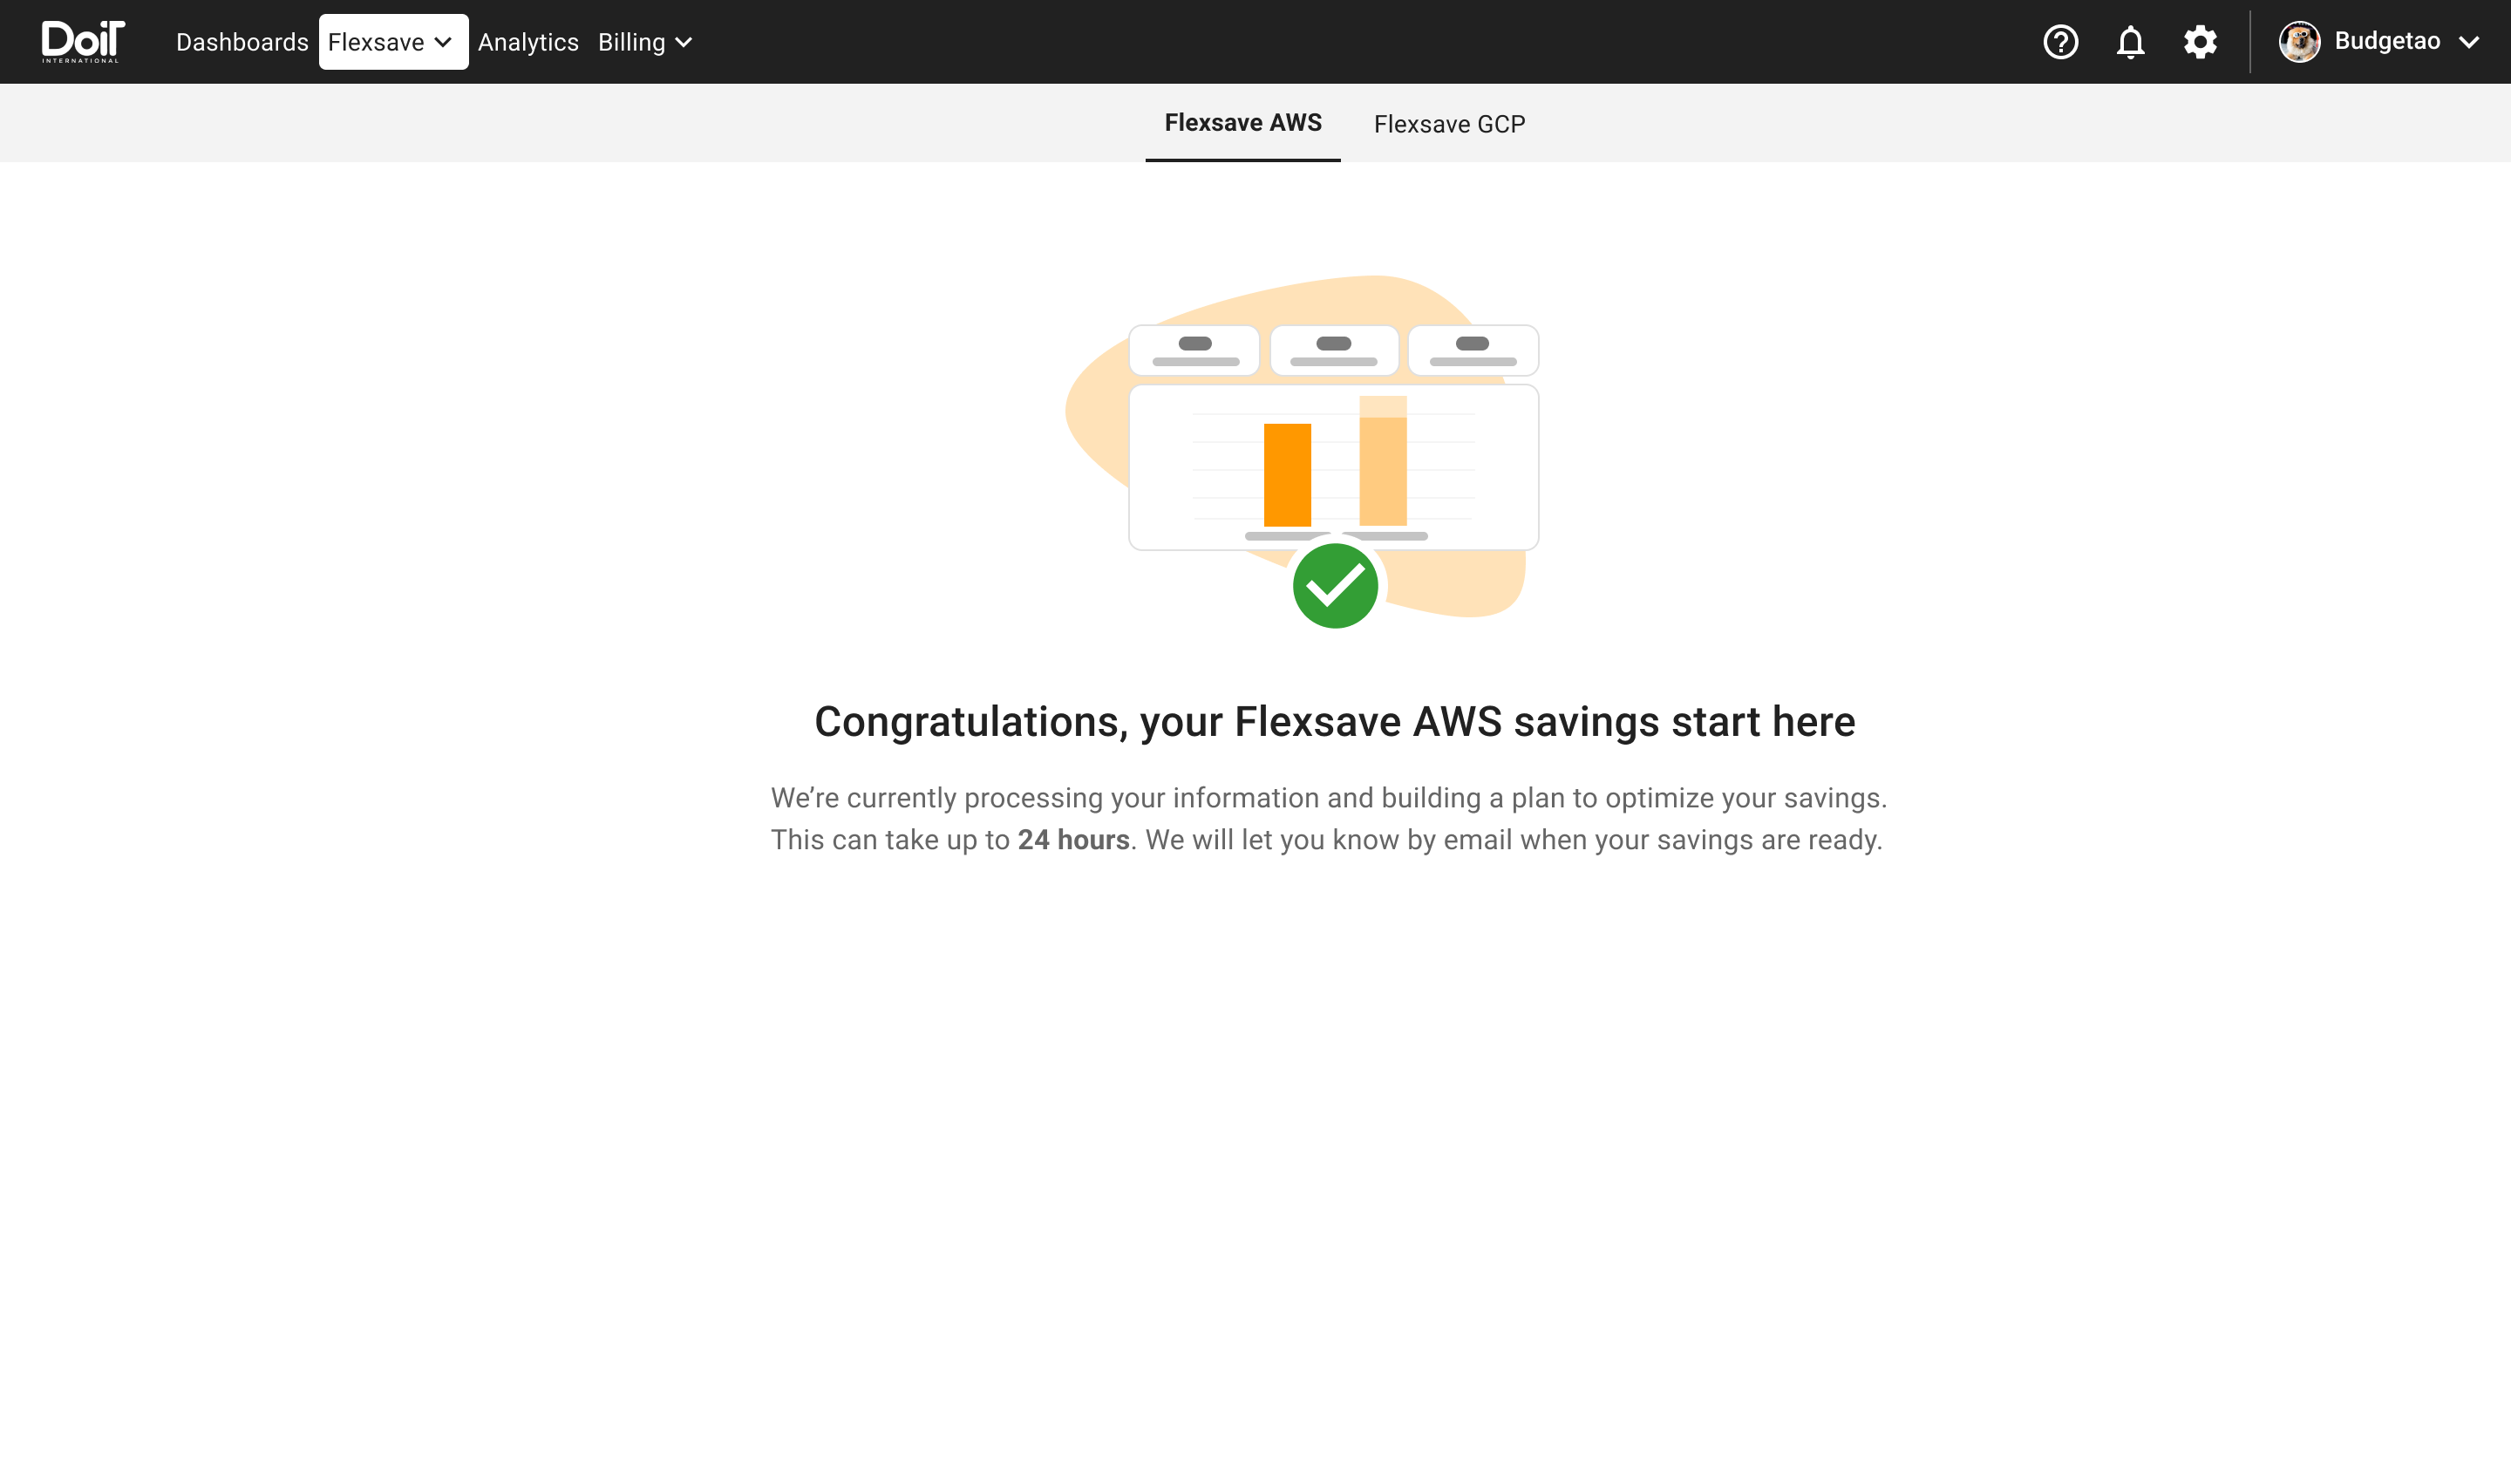 DoiT
INTERNATIONAL
Dashboards
Flexsave
Analytics
Billing
Budgetao
Flexsave AWS
Flexsave GCP
Congratulations, your Flexsave AWS savings start here
We’re currently processing your information and building a plan to optimize your savings.
This can take up to 24 hours. We will let you know by email when your savings are ready.